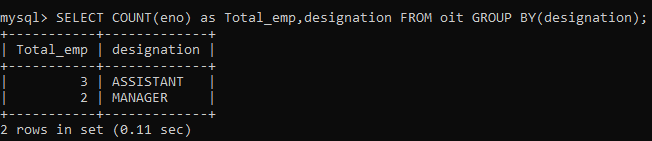 mysql> SELECT COUNT(eno) as Total_emp,designation FROM oit GROUP BY(designation);
+-----------+-------------+
| Total_emp | designation |
+-----------+-------------+
|         3 | ASSISTANT   |
|         2 | MANAGER     |
+-----------+-------------+
2 rows in set (0.11 sec)